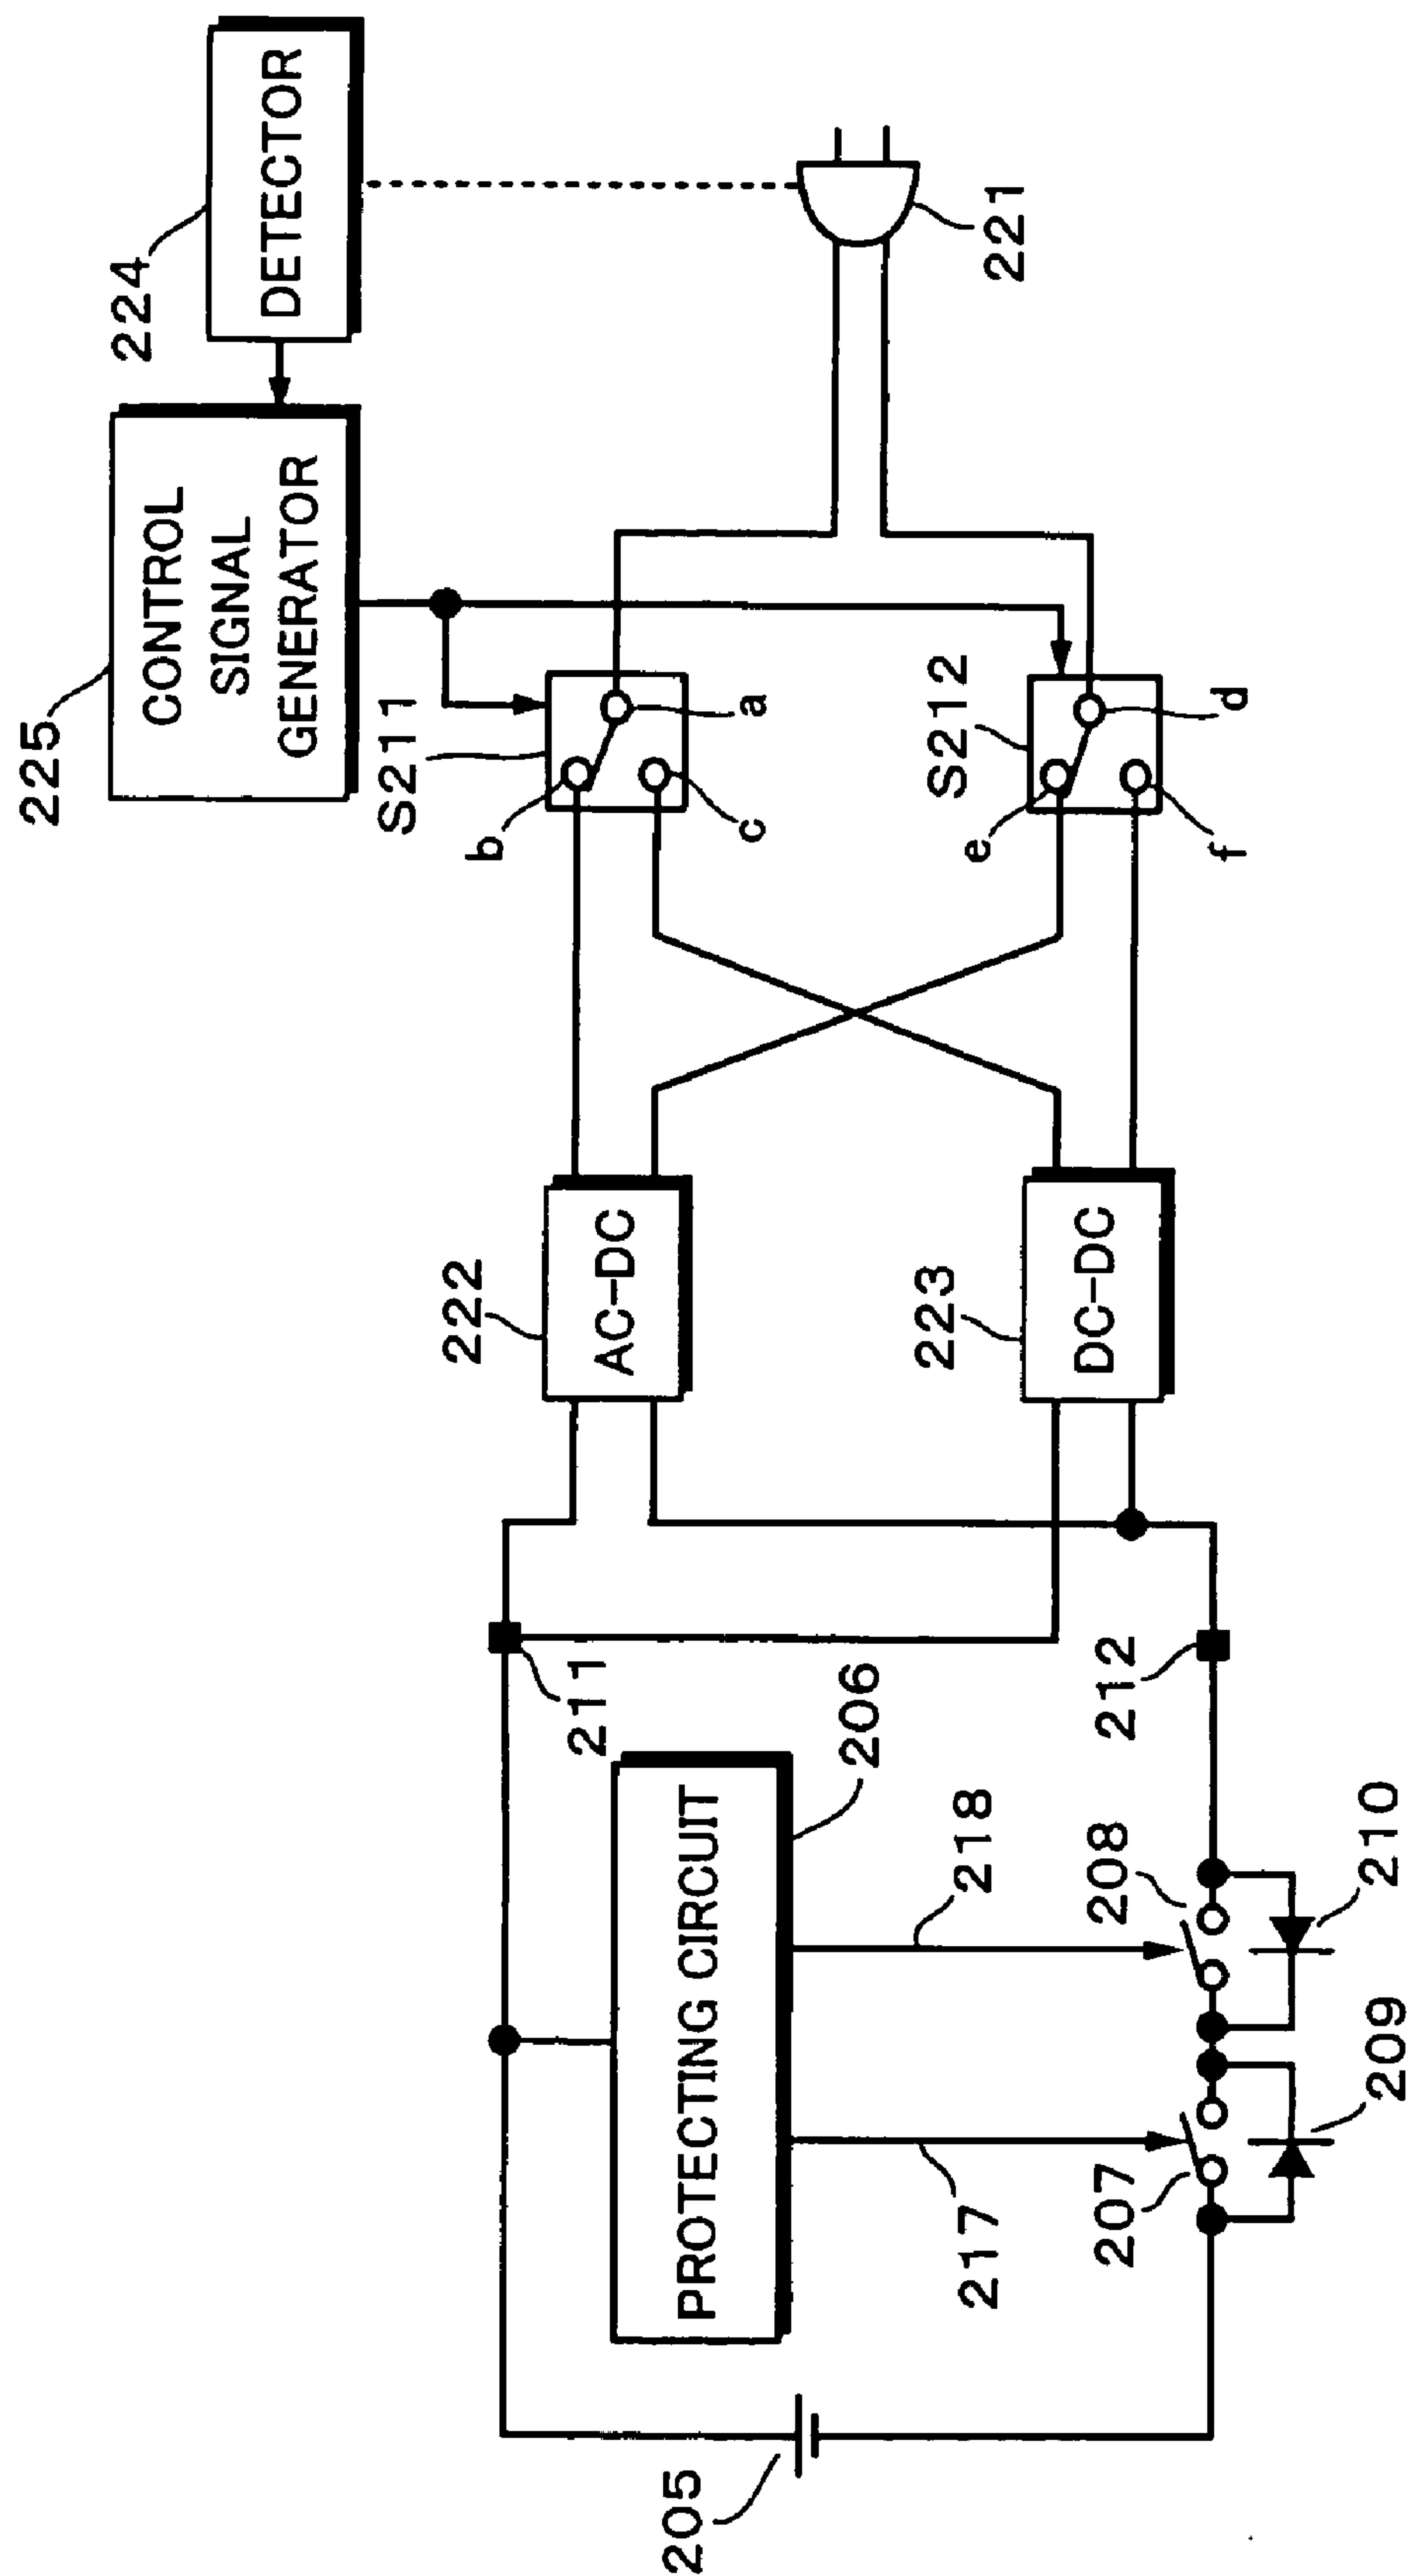 224
DETECTOR
225
CONTROL
SIGNAL
GENERATOR
221
S211
a
b
c
S212
d
e
f
222
AC-DC
223
DC-DC
211
212
206
PROTECTING CIRCUIT
218
208
210
217
207
209
205